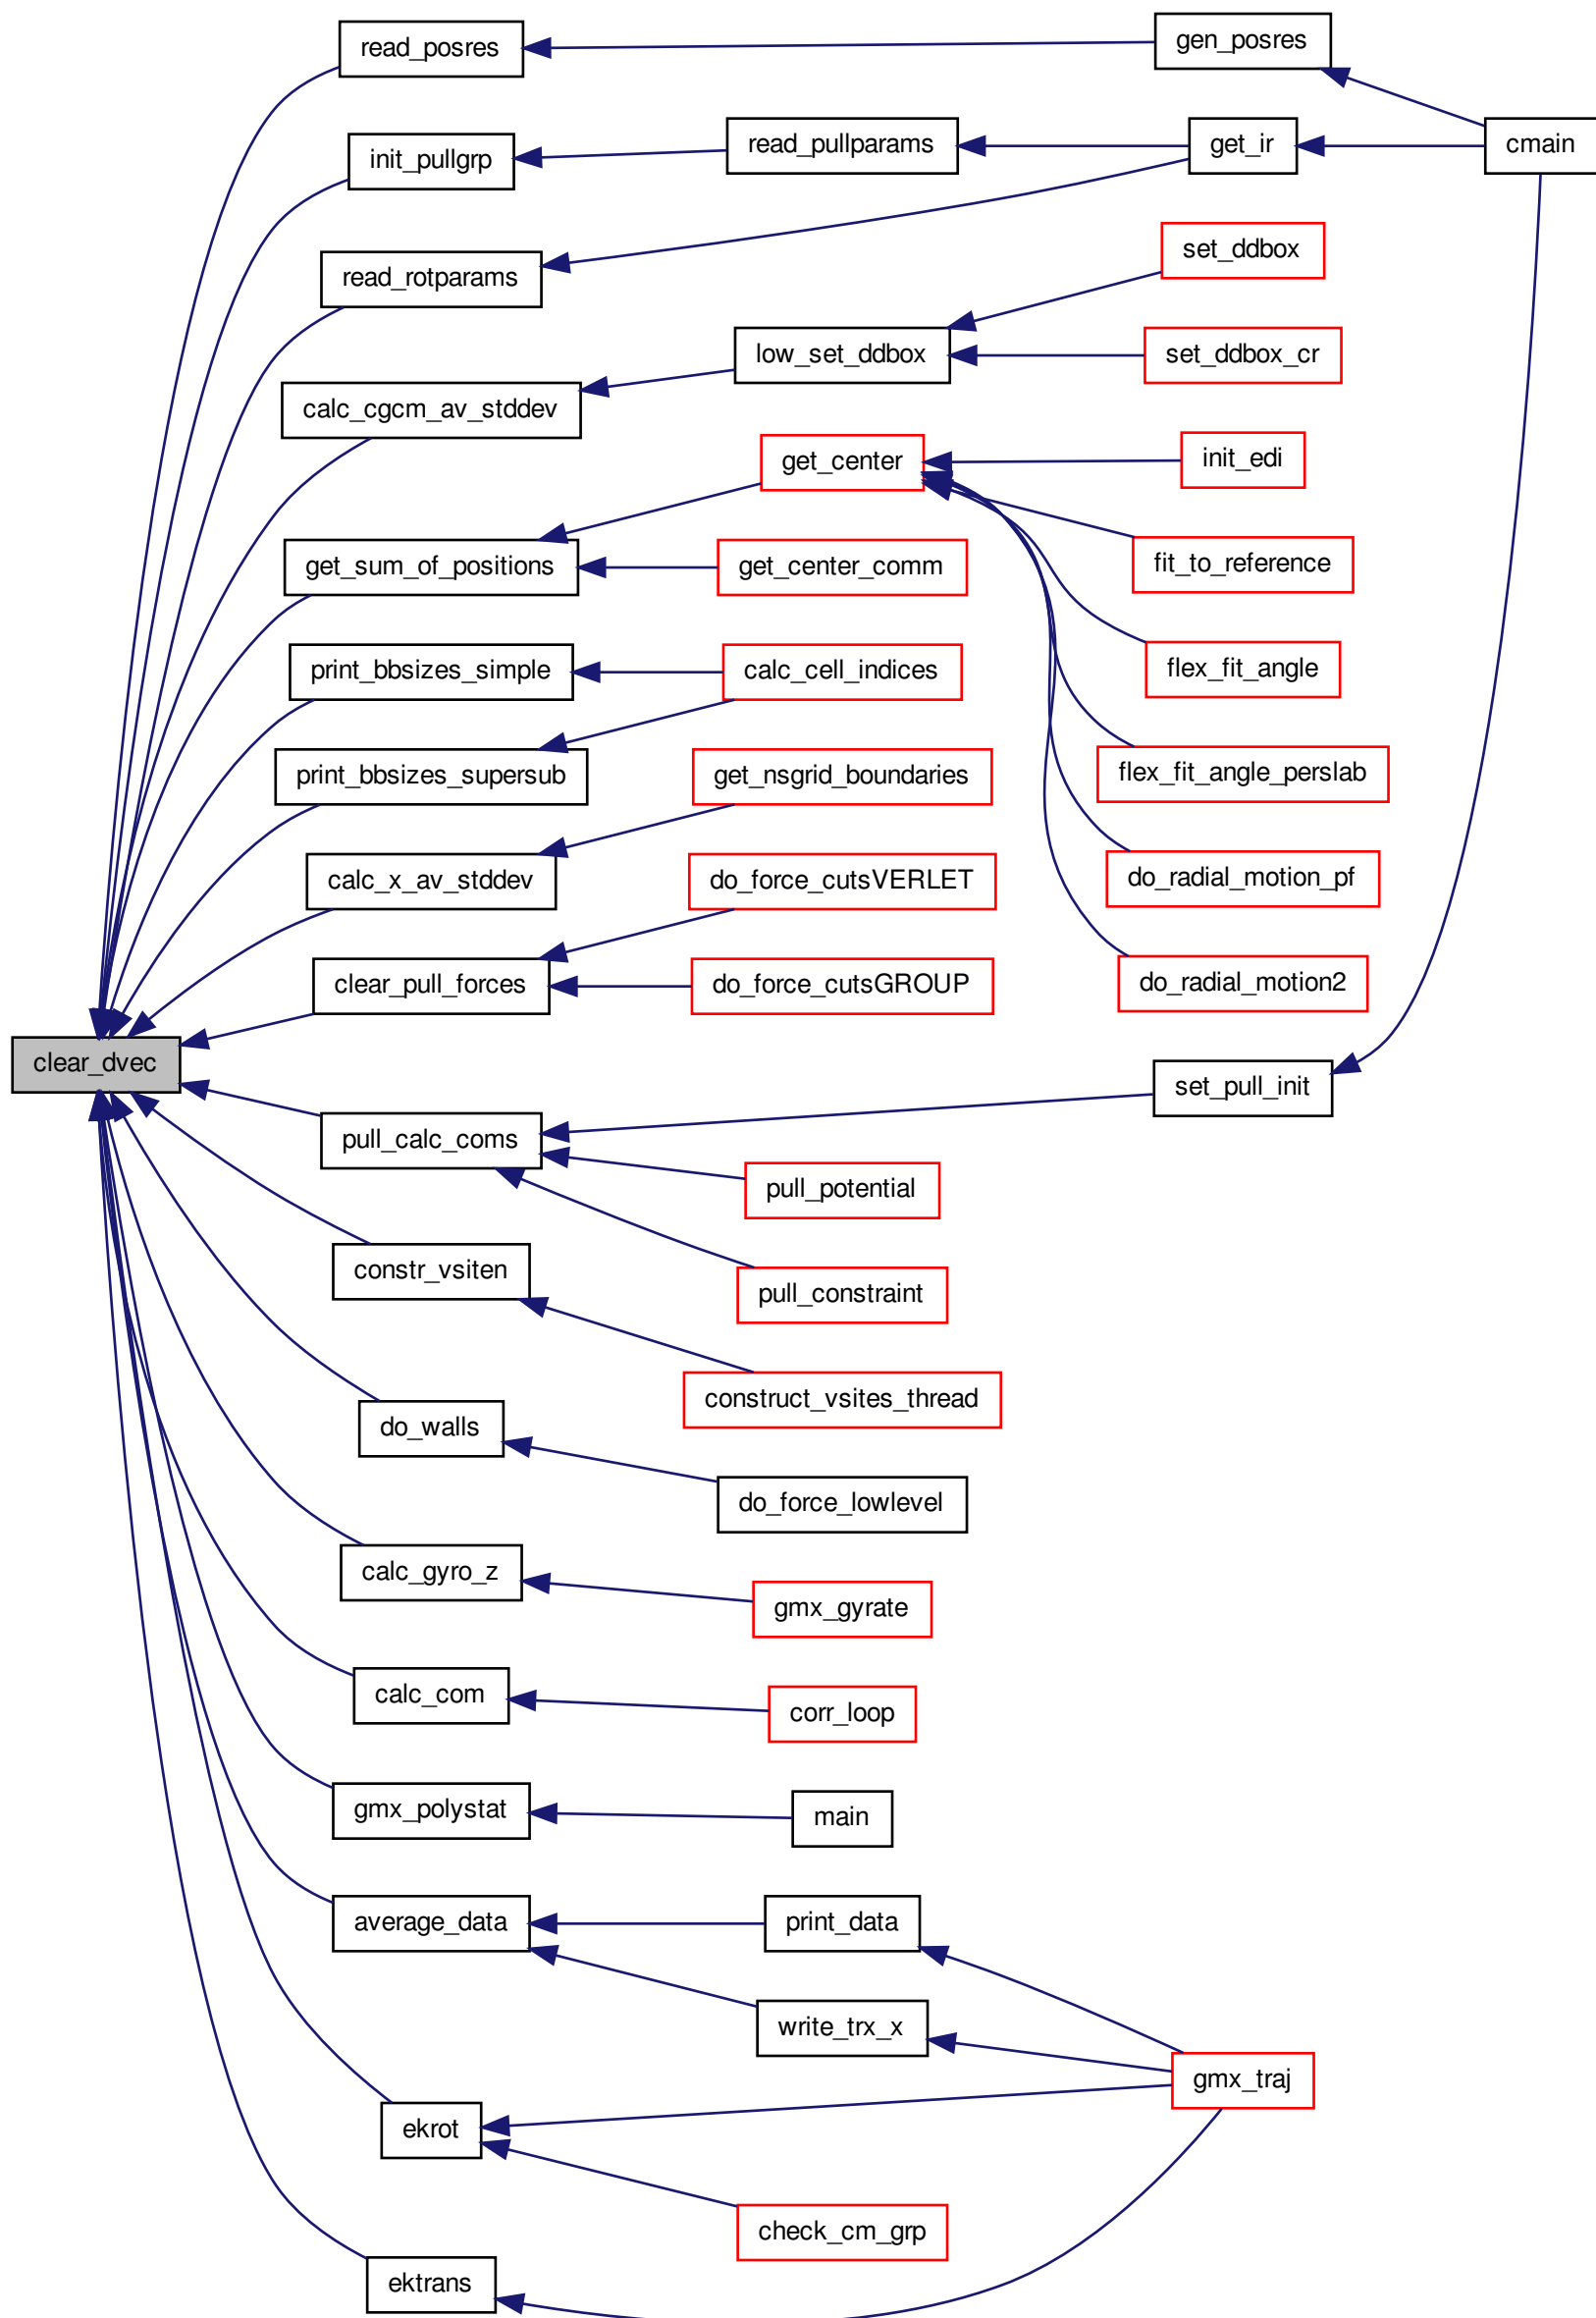 read_posres
gen_posres
init_pullgrp
read_pullparams
get_ir
cmain
read_rotparams
set_ddbox
low_set_ddbox
set_ddbox_cr
calc_cgcm_av_stddev
get_center
init_edi
get_sum_of_positions
get_center_comm
fit_to_reference
print_bbsizes_simple
calc_cell_indices
flex_fit_angle
print_bbsizes_supersub
get_nsgrid_boundaries
flex_fit_angle_perslab
calc_x_av_stddev
do_force_cutsVERLET
do_radial_motion_pf
clear_pull_forces
do_force_cutsGROUP
do_radial_motion2
clear_dvec
set_pull_init
pull_calc_coms
pull_potential
constr_vsiten
pull_constraint
construct_vsites_thread
do_walls
do_force_lowlevel
calc_gyro_z
gmx_gyrate
calc_com
corr_loop
gmx_polystat
main
average_data
print_data
write_trx_x
gmx_traj
ekrot
check_cm_grp
ektrans